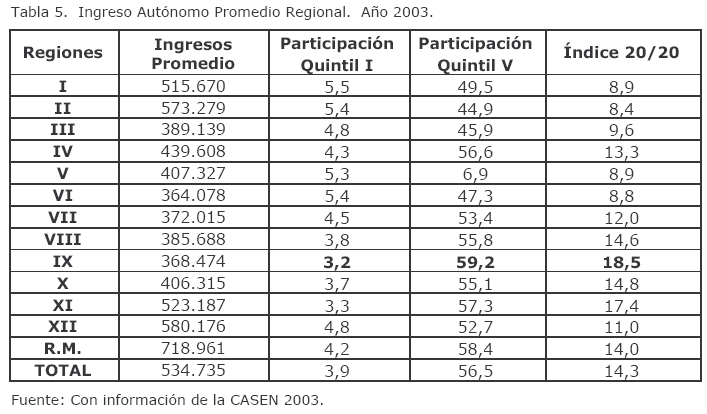 Tabla 5.  Ingreso Autónomo Promedio Regional.  Año 2003.
Regiones | Ingresos Promedio | Participación Quintil I | Participación Quintil V | Índice 20/20
I | 515.670 | 5,5 | 49,5 | 8,9
II | 573.279 | 5,4 | 44,9 | 8,4
III | 389.139 | 4,8 | 45,9 | 9,6
IV | 439.608 | 4,3 | 56,6 | 13,3
V | 407.327 | 5,3 | 6,9 | 8,9
VI | 364.078 | 5,4 | 47,3 | 8,8
VII | 372.015 | 4,5 | 53,4 | 12,0
VIII | 385.688 | 3,8 | 55,8 | 14,6
IX | 368.474 | 3,2 | 59,2 | 18,5
X | 406.315 | 3,7 | 55,1 | 14,8
XI | 523.187 | 3,3 | 57,3 | 17,4
XII | 580.176 | 4,8 | 52,7 | 11,0
R.M. | 718.961 | 4,2 | 58,4 | 14,0
TOTAL | 534.735 | 3,9 | 56,5 | 14,3
Fuente: Con información de la CASEN 2003.